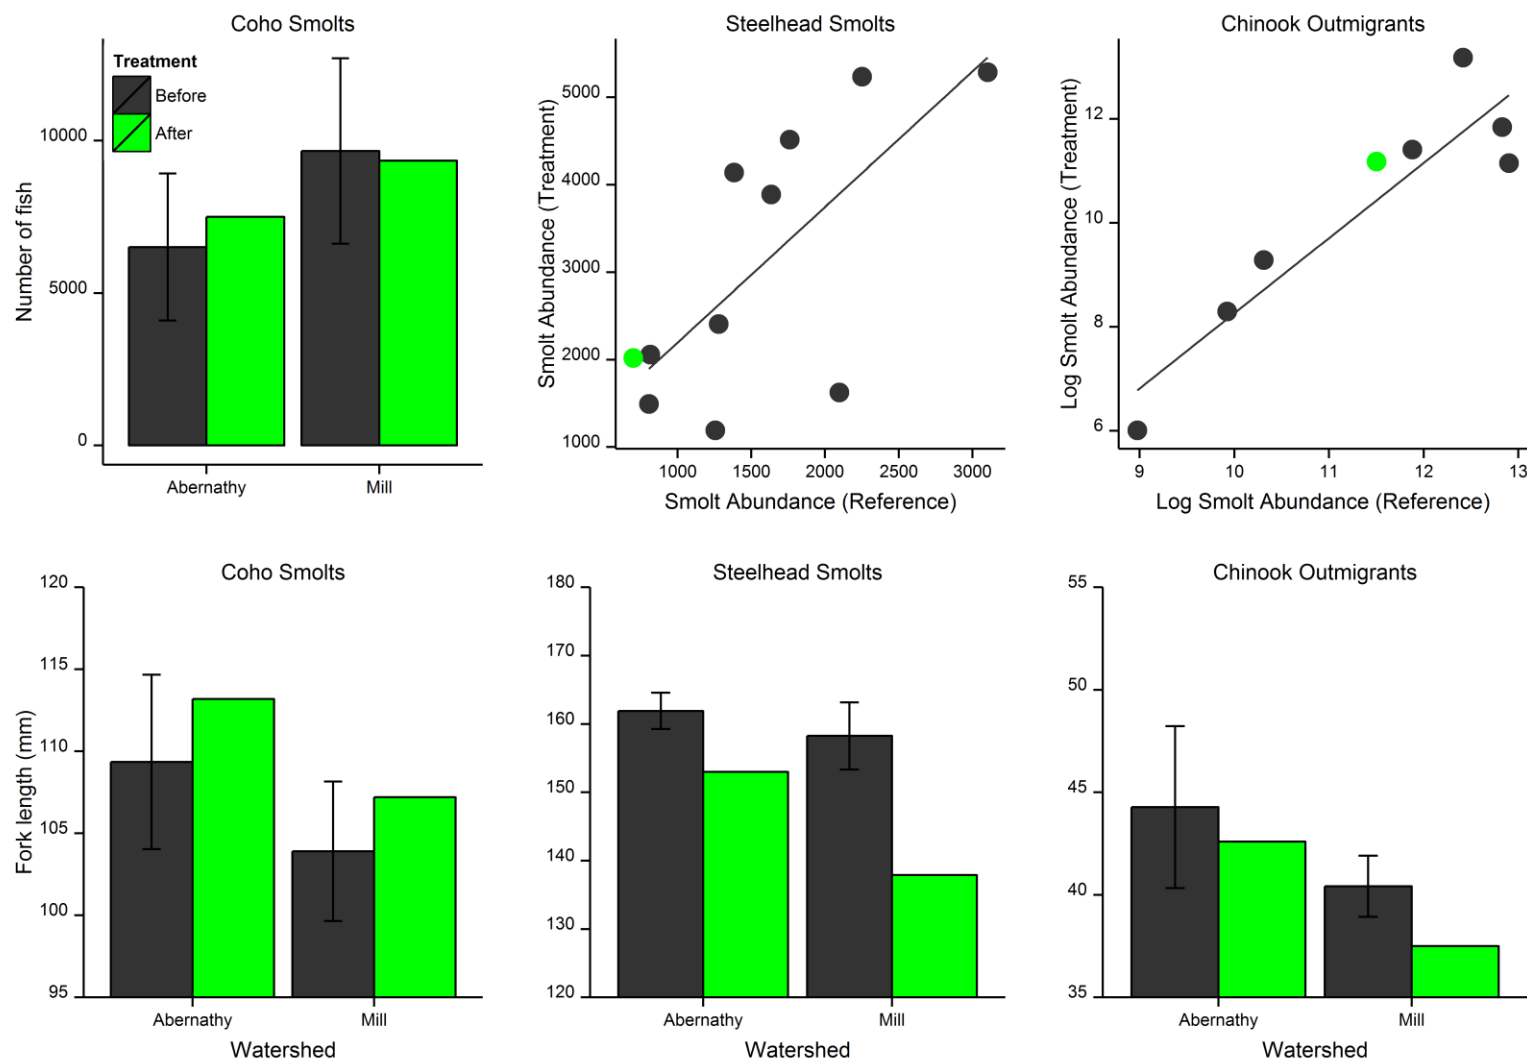 Coho Smolts
Number of fish
10000
5000
0
Treatment
Before
After
Abernathy
Mill
Steelhead Smolts
Smolt Abundance (Treatment)
5000
4000
3000
2000
1000
1000 1500 2000 2500 3000
Smolt Abundance (Reference)
Chinook Outmigrants
Log Smolt Abundance (Treatment)
12
10
8
6
9 10 11 12 13
Log Smolt Abundance (Reference)
Coho Smolts
Fork length (mm)
120
115
110
105
100
95
Abernathy
Mill
Watershed
Steelhead Smolts
180
170
160
150
140
130
120
Abernathy
Mill
Watershed
Chinook Outmigrants
55
50
45
40
35
Abernathy
Mill
Watershed